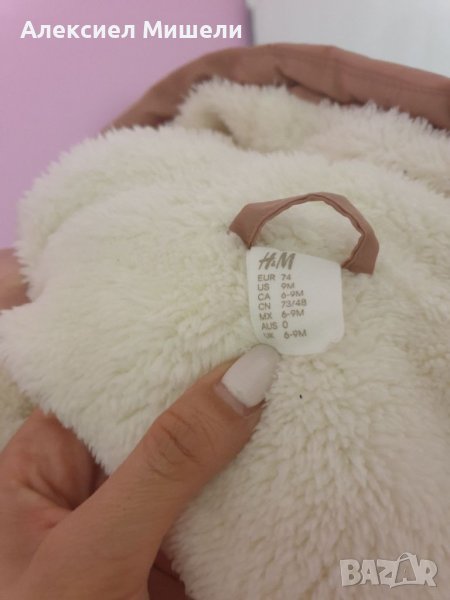 Алексиел Мишели
H&M
EUR 74
US 9M
CA 6-9M
CN 73/48
MX 6-9M
AUS 0
UK 6-9M
BAZAR